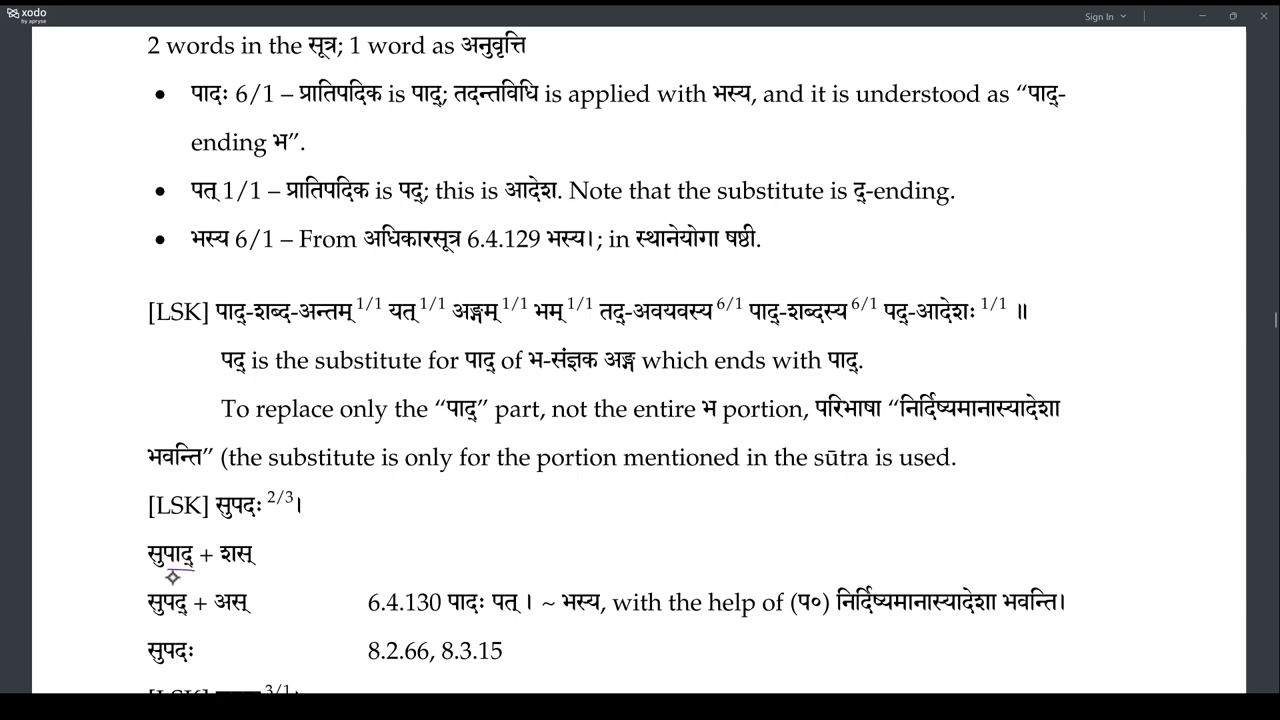 xodo
by apryse
Sign In
2 words in the सूत्र; 1 word as अनुवृत्ति
• पादः 6/1 – प्रातिपदिक is पाद्; तदन्तविधि is applied with भस्य, and it is understood as “पाद्-
ending भ”.
• पत् 1/1 – प्रातिपदिक is पद्; this is आदेश. Note that the substitute is द्-ending.
• भस्य 6/1 – From अधिकारसूत्र 6.4.129 भस्य।; in स्थानेयोगा षष्ठी.
[LSK] पाद्-शब्द-अन्तम् 1/1 यत् 1/1 अङ्गम् 1/1 भम् 1/1 तद्-अवयवस्य 6/1 पाद्-शब्दस्य 6/1 पद्-आदेशः 1/1 ॥
पद् is the substitute for पाद् of भ-संज्ञक अङ्ग which ends with पाद्.
To replace only the “पाद्” part, not the entire भ portion, परिभाषा “निर्दिष्यमानास्यादेशा
भवन्ति” (the substitute is only for the portion mentioned in the sūtra is used.
[LSK] सुपदः 2/3।
सुपाद् + शस्
सुपद् + अस् 6.4.130 पादः पत् । ~ भस्य, with the help of (प०) निर्दिष्यमानास्यादेशा भवन्ति।
सुपदः 8.2.66, 8.3.15
3/1